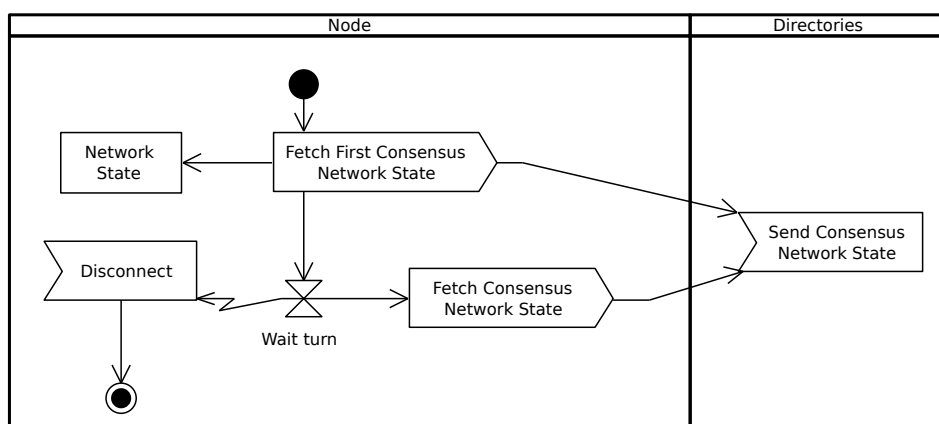 Node
Directories
Fetch First Consensus
Network State
Network
State
Send Consensus
Network State
Disconnect
Fetch Consensus
Network State
Wait turn